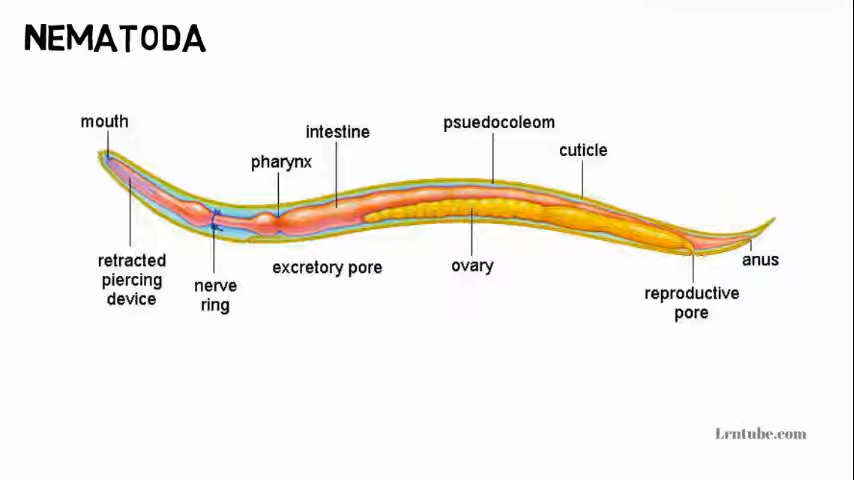 NEMATODA
mouth
intestine
psuedocoleom
cuticle
pharynx
retracted
piercing
device
nerve
ring
excretory pore
ovary
anus
reproductive
pore
Lrntube.com